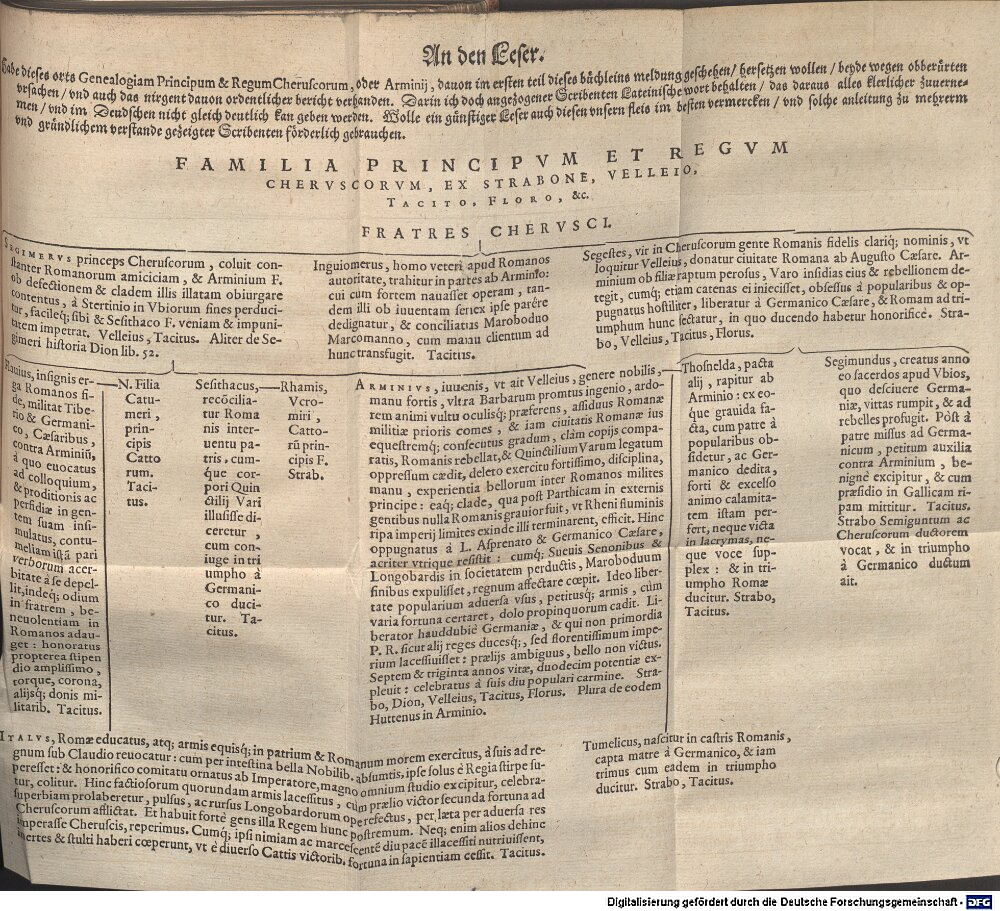 An den Leser.
Habe dieses orts Genealogiam Principum & Regum Cheruscorum, oder Arminij, dauon im ersten teil dieses büchleins meldung geschehen/ hersetzen wollen/ beyde wegen obberürten
vrsachen/ vnd auch das nirgent dauon ordentlicher bericht verhanden. Darin ich doch angezogener Scribenten Lateinische wort behalten/ das daraus alles klerlicher zuuerne-
men/ vnd im Deudschen nicht gleich deutlich kan geben werden. Wolle ein günstiger Leser auch diesen vnsern fleis im besten vermercken/ vnd solche anleitung zu mehrerm
vnd gründlichem verstande gezeigter Scribenten förderlich gebrauchen.
FAMILIA PRINCIPVM ET REGVM
CHERVSCORVM, EX STRABONE, VELLEIO,
TACITO, FLORO, &c.
FRATRES CHERVSCI.
SEGIMERVS princeps Cheruscorum, coluit con-
stanter Romanorum amiciciam, & Arminium F.
ob defectionem & cladem illis illatam obiurgare
contentus, à Stertinio in Vbiorum fines perduci-
tur, facileq; sibi & Sesithaco F. veniam & impuni-
tatem impetrat. Velleius, Tacitus. Aliter de Se-
gimeri historia Dion lib. 52.
Inguiomerus, homo veteri apud Romanos
autoritate, trahitur in partes ab Arminio:
cui cum fortem nauasset operam, tan-
dem illi ob iuuentam senex ipse parére
dedignatur, & conciliatus Maroboduo
Marcomanno, cum manu clientum ad
hunc transfugit. Tacitus.
Segestes, vir in Cheruscorum gente Romanis fidelis clariq; nominis, vt
loquitur Velleius, donatur ciuitate Romana ab Augusto Cæsare. Ar-
minium ob filiæ raptum perosus, Varo insidias eius & rebellionem de-
tegit, cumq; etiam catenas ei iniecisset, obsessus à popularibus & op-
pugnatus hostiliter, liberatur à Germanico Cæsare, & Romam ad tri-
umphum hunc sectatur, in quo ducendo habetur honorificè. Stra-
bo, Velleius, Tacitus, Florus.
Flauius, insignis er-
ga Romanos fi-
de, militat Tibe-
rio & Germani-
co, Cæsaribus,
contra Arminiũ,
à quo euocatus
ad colloquium,
& proditionis ac
perfidiæ in gen-
tem suam insi-
mulatus, contu-
meliam istã pari
verborum acer-
bitate à se depel-
lit, indeq; odium
in fratrem, be-
neuolentiam in
Romanos adau-
get: honoratus
propterea stipen
dio amplissimo,
torque, corona,
alijsq; donis mi-
litarib. Tacitus.
N. Filia
Catu-
meri,
prin-
cipis
Catto
rum.
Taci-
tus.
Sesithacus,
recõcilia-
tur Roma
nis inter-
uentu pa-
tris, cum-
q́ue cor-
pori Quin
ctilij Vari
illusisse di-
ceretur,
cum con-
iuge in tri
umpho à
Germani-
co duci-
tur. Ta-
citus.
Rhamis,
Vcro-
miri,
Catto-
rũ prin-
cipis F.
Strab.
ARMINIVS, iuuenis, vt ait Velleius, genere nobilis,
manu fortis, vltra Barbarum promtus ingenio, ardo-
rem animi vultu oculisq; præferens, assiduus Romanæ
militiæ prioris comes, & iam ciuitatis Romanæ ius
equestremq; consecutus gradum, clàm copijs compa-
ratis, Romanis rebellat, & Quinctilium Varum legatum
oppressum cædit, deleto exercitu fortissimo, disciplina,
manu, experientia bellorum inter Romanos milites
principe: eaq; clade, qua post Parthicam in externis
gentibus nulla Romanis grauior fuit, vt Rheni fluminis
ripa imperij limites exinde illi terminarent, efficit. Hinc
oppugnatus à L. Asprenate & Germanico Cæsare,
acriter vtrique resistit: cumq; Sueuis Senonibus &
Longobardis in societatem perductis, Maroboduum
finibus expulisset, regnum affectare cœpit. Ideo liber-
tate popularium aduersa vsus, petitusq; armis, cùm
varia fortuna certaret, dolo propinquorum cadit. Li-
berator hauddubiè Germaniæ, & qui non primordia
P. R. sicut alij reges ducesq;, sed florentissimum impe-
rium lacessiuisset: prælijs ambiguus, bello non victus.
Septem & triginta annos vitæ, duodecim potentiæ ex-
pleuit: celebratus à suis diu populari carmine. Stra-
bo, Dion, Velleius, Tacitus, Florus. Plura de eodem
Huttenus in Arminio.
Thosnelda, pacta
alij, rapitur ab
Arminio: ex eo-
que grauida fa-
cta, cum patre à
popularibus ob-
sidetur, ac Ger-
manico dedita,
forti & excelso
animo calamita-
tem istam per-
fert, neque victa
in lacrymas, ne-
que voce sup-
plex: & in tri-
umpho Romæ
ducitur. Strabo,
Tacitus.
Segimundus, creatus anno
eo sacerdos apud Vbios,
quo desciuere Germa-
niæ, vittas rumpit, & ad
rebelles profugit. Pòst à
patre missus ad Germa-
nicum, petitum auxilia
contra Arminium, be-
nignè excipitur, & cum
præsidio in Gallicam ri-
pam mittitur. Tacitus.
Strabo Semiguntum ac
Cheruscorum ductorem
vocat, & in triumpho
à Germanico ductum
ait.
ITALVS, Romæ educatus, atq; armis equisq; in patrium & Romanum morem exercitus, à suis ad re-
gnum sub Claudio reuocatur: cum per intestina bella Nobilib. absumtis, ipse solus è Regia stirpe su-
peresset: & honorifico comitatu ornatus ab Imperatore, magno omnium studio excipitur, celebra-
tur, colitur. Hinc factiosorum quorundam armis lacessitus, cùm prælio victor secunda fortuna ad
superbiam prolaberetur, pulsus, ac rursus Longobardorum ope refectus, per læta per aduersa res
Cheruscorum afflictat. Et habuit fortè gens illa Regem hunc postremum. Neq; enim alios dehinc
imperasse Cheruscis, reperimus. Cumq; ipsi nimiam ac marcescentẽ diu pacẽ illacessiti nutriuissent,
inertes & stulti haberi cœperunt, vt è diuerso Cattis victorib. fortuna in sapientiam cessit. Tacitus.
Tumelicus, nascitur in castris Romanis,
capta matre à Germanico, & iam
trimus cum eadem in triumpho
ducitur. Strabo, Tacitus.
Digitalisierung gefördert durch die Deutsche Forschungsgemeinschaft - DFG